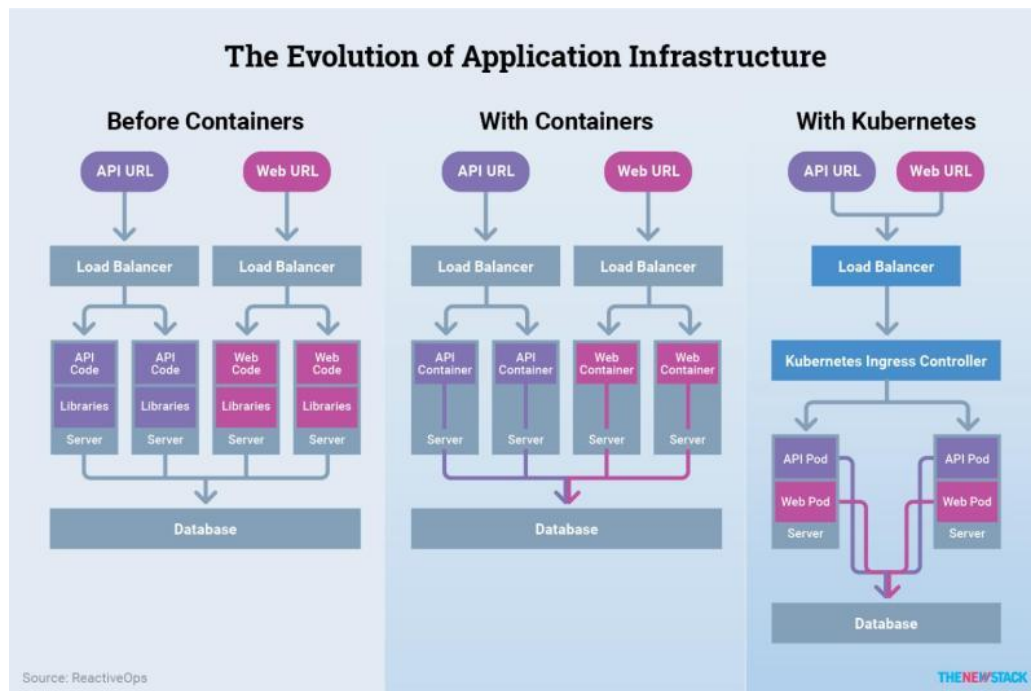 The Evolution of Application Infrastructure
Before Containers
API URL
Web URL
Load Balancer
Load Balancer
API
Code
API
Code
Web
Code
Web
Code
Libraries
Libraries
Libraries
Libraries
Server
Server
Server
Server
Database
With Containers
API URL
Web URL
Load Balancer
Load Balancer
API
Container
API
Container
Web
Container
Web
Container
Server
Server
Server
Server
Database
With Kubernetes
API URL
Web URL
Load Balancer
Kubernetes Ingress Controller
API Pod
Web Pod
Server
API Pod
Web Pod
Server
Database
Source: ReactiveOps
THENEWSTACK